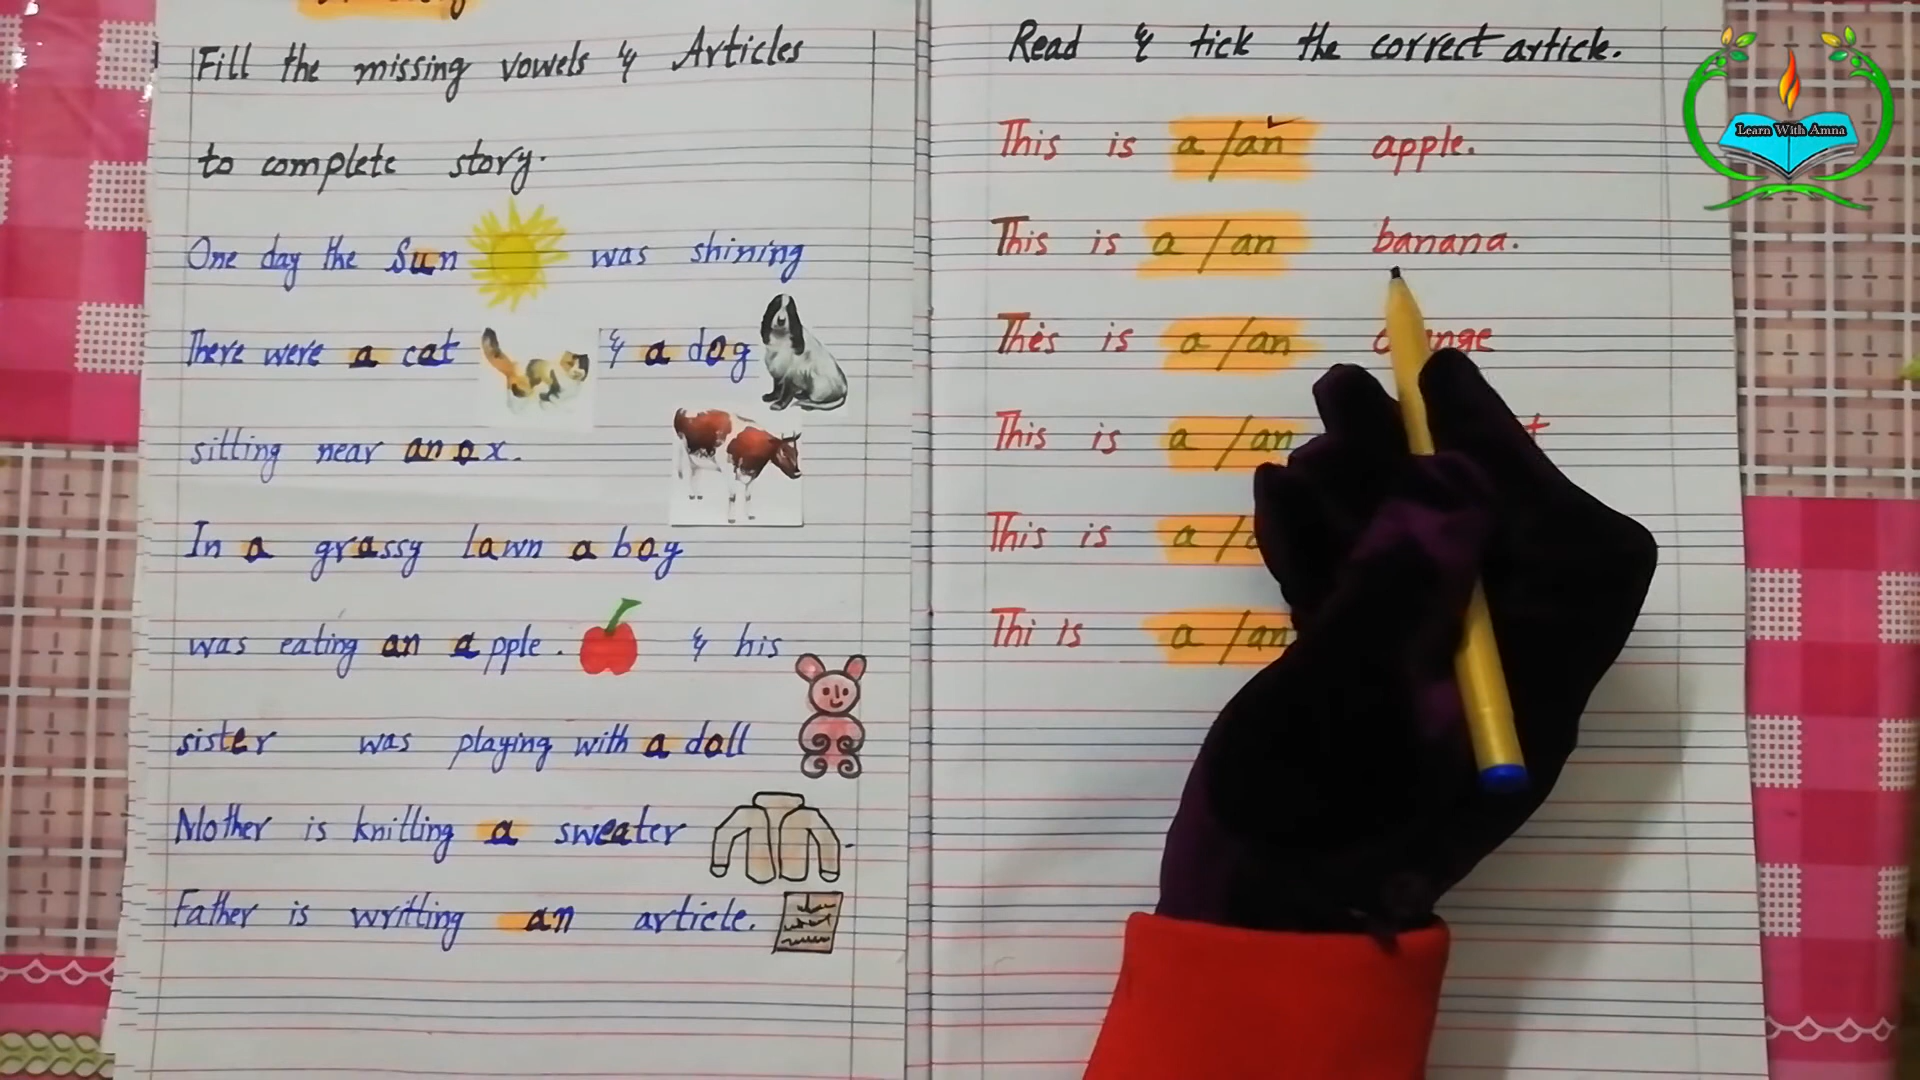 Fill the missing vowels & Articles
to complete story.
One day the Sun was shining
There were a cat & a dog
sitting near an ox.
In a grassy lawn a boy
was eating an apple. & his
sister was playing with a doll
Mother is knitting a sweater.
Father is writting an article.
Read & tick the correct article.
This is a/an ✓ apple.
This is a/an banana.
This is a/an
This is a/an
This is a/
Thi is a/an
Learn With Amna